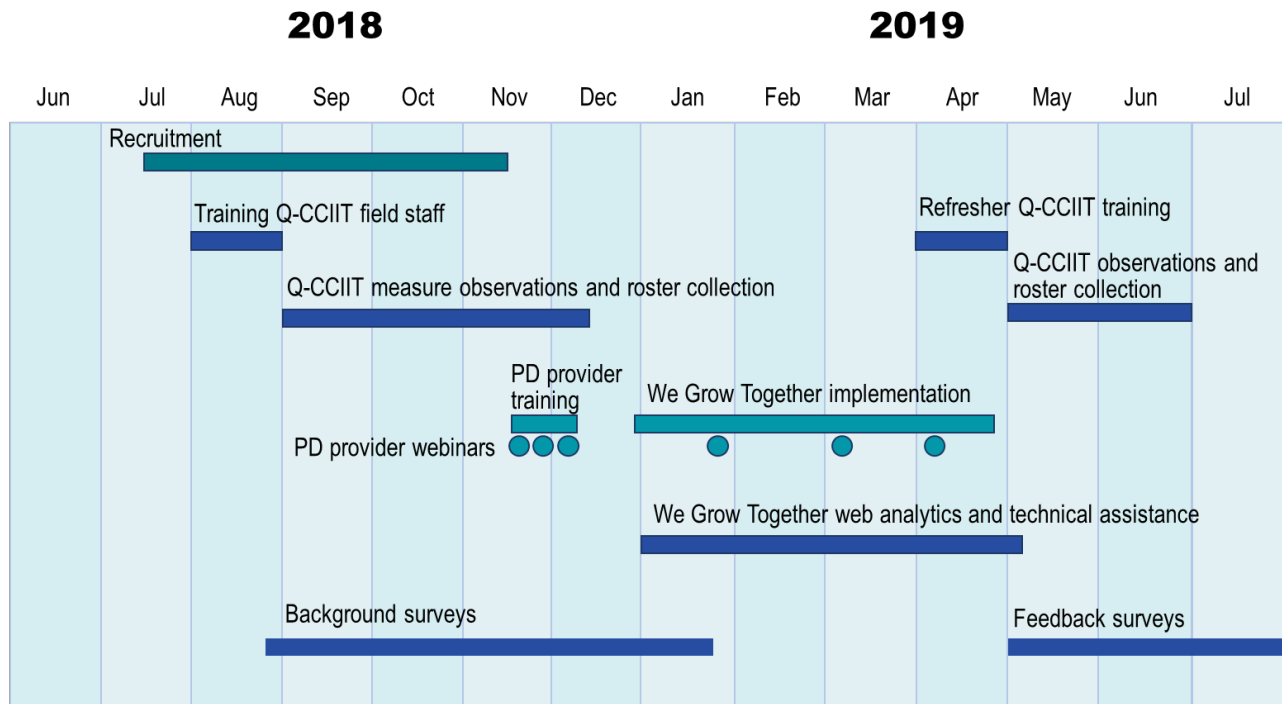 2018 2019
Jun Jul Aug Sep Oct Nov Dec Jan Feb Mar Apr May Jun Jul
Recruitment
Training Q-CCIIT field staff
Refresher Q-CCIIT training
Q-CCIIT measure observations and roster collection
Q-CCIIT observations and
roster collection
PD provider
training
We Grow Together implementation
PD provider webinars
We Grow Together web analytics and technical assistance
Background surveys
Feedback surveys